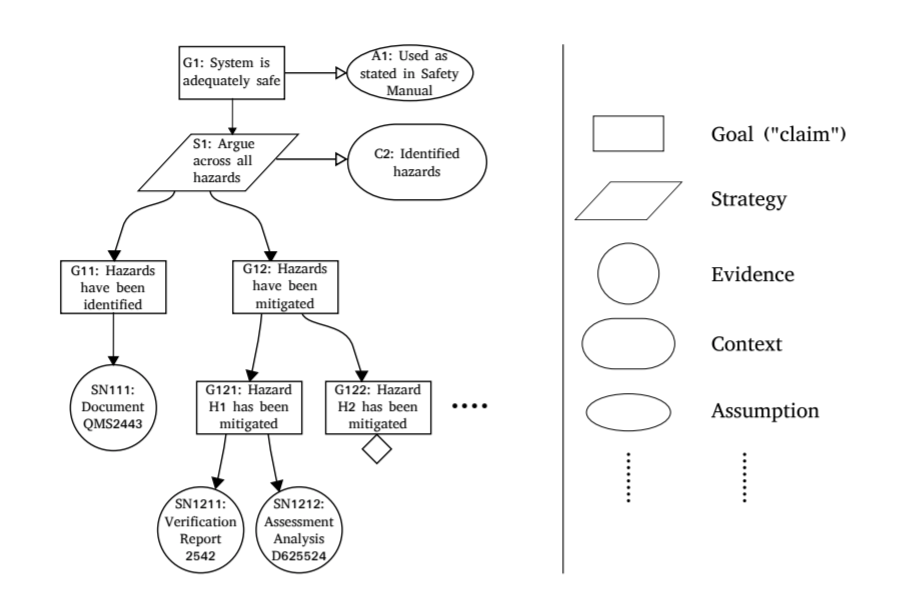 G1: System is
adequately safe
A1: Used as
stated in Safety
Manual
S1: Argue
across all
hazards
C2: Identified
hazards
G11: Hazards
have been
identified
G12: Hazards
have been
mitigated
SN111:
Document
QMS2443
G121: Hazard
H1 has been
mitigated
G122: Hazard
H2 has been
mitigated
SN1211:
Verification
Report
2542
SN1212:
Assessment
Analysis
D625524
Goal ("claim")
Strategy
Evidence
Context
Assumption